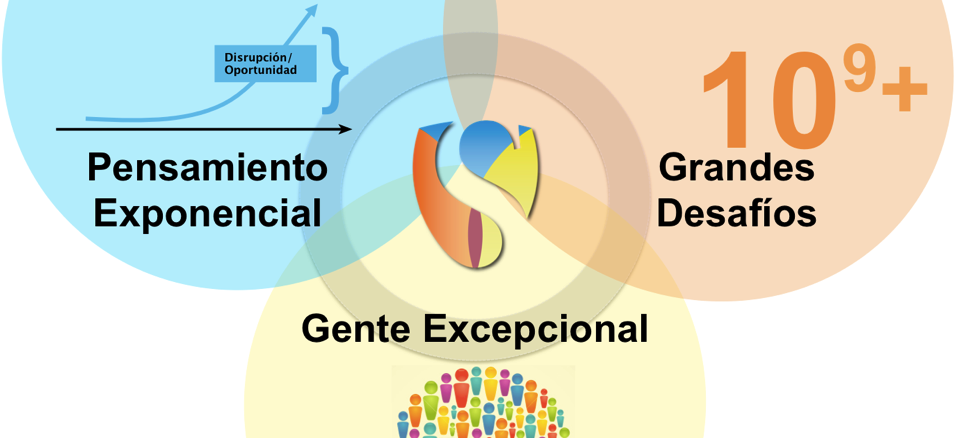 Disrupción/
Oportunidad
}
10⁹+
Pensamiento
Exponencial
Grandes
Desafíos
Gente Excepcional